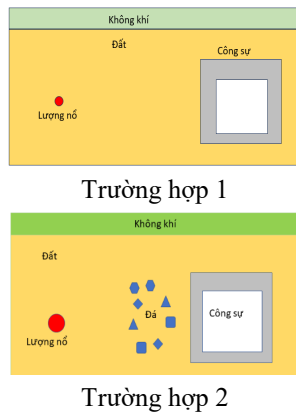 Không khí
Đất
Công sự
Lượng nổ
Trường hợp 1
Không khí
Đất
Đá
Công sự
Lượng nổ
Trường hợp 2